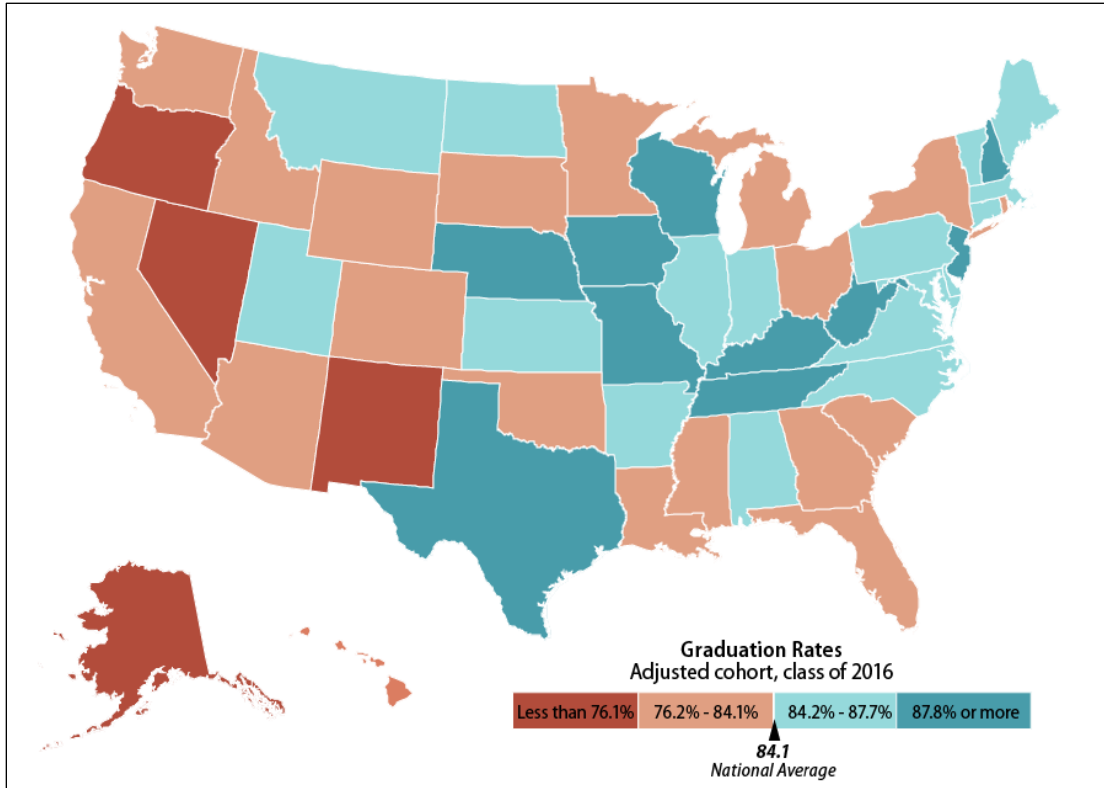 Graduation Rates
Adjusted cohort, class of 2016
Less than 76.1% 76.2% - 84.1% 84.2% - 87.7% 87.8% or more
84.1
National Average